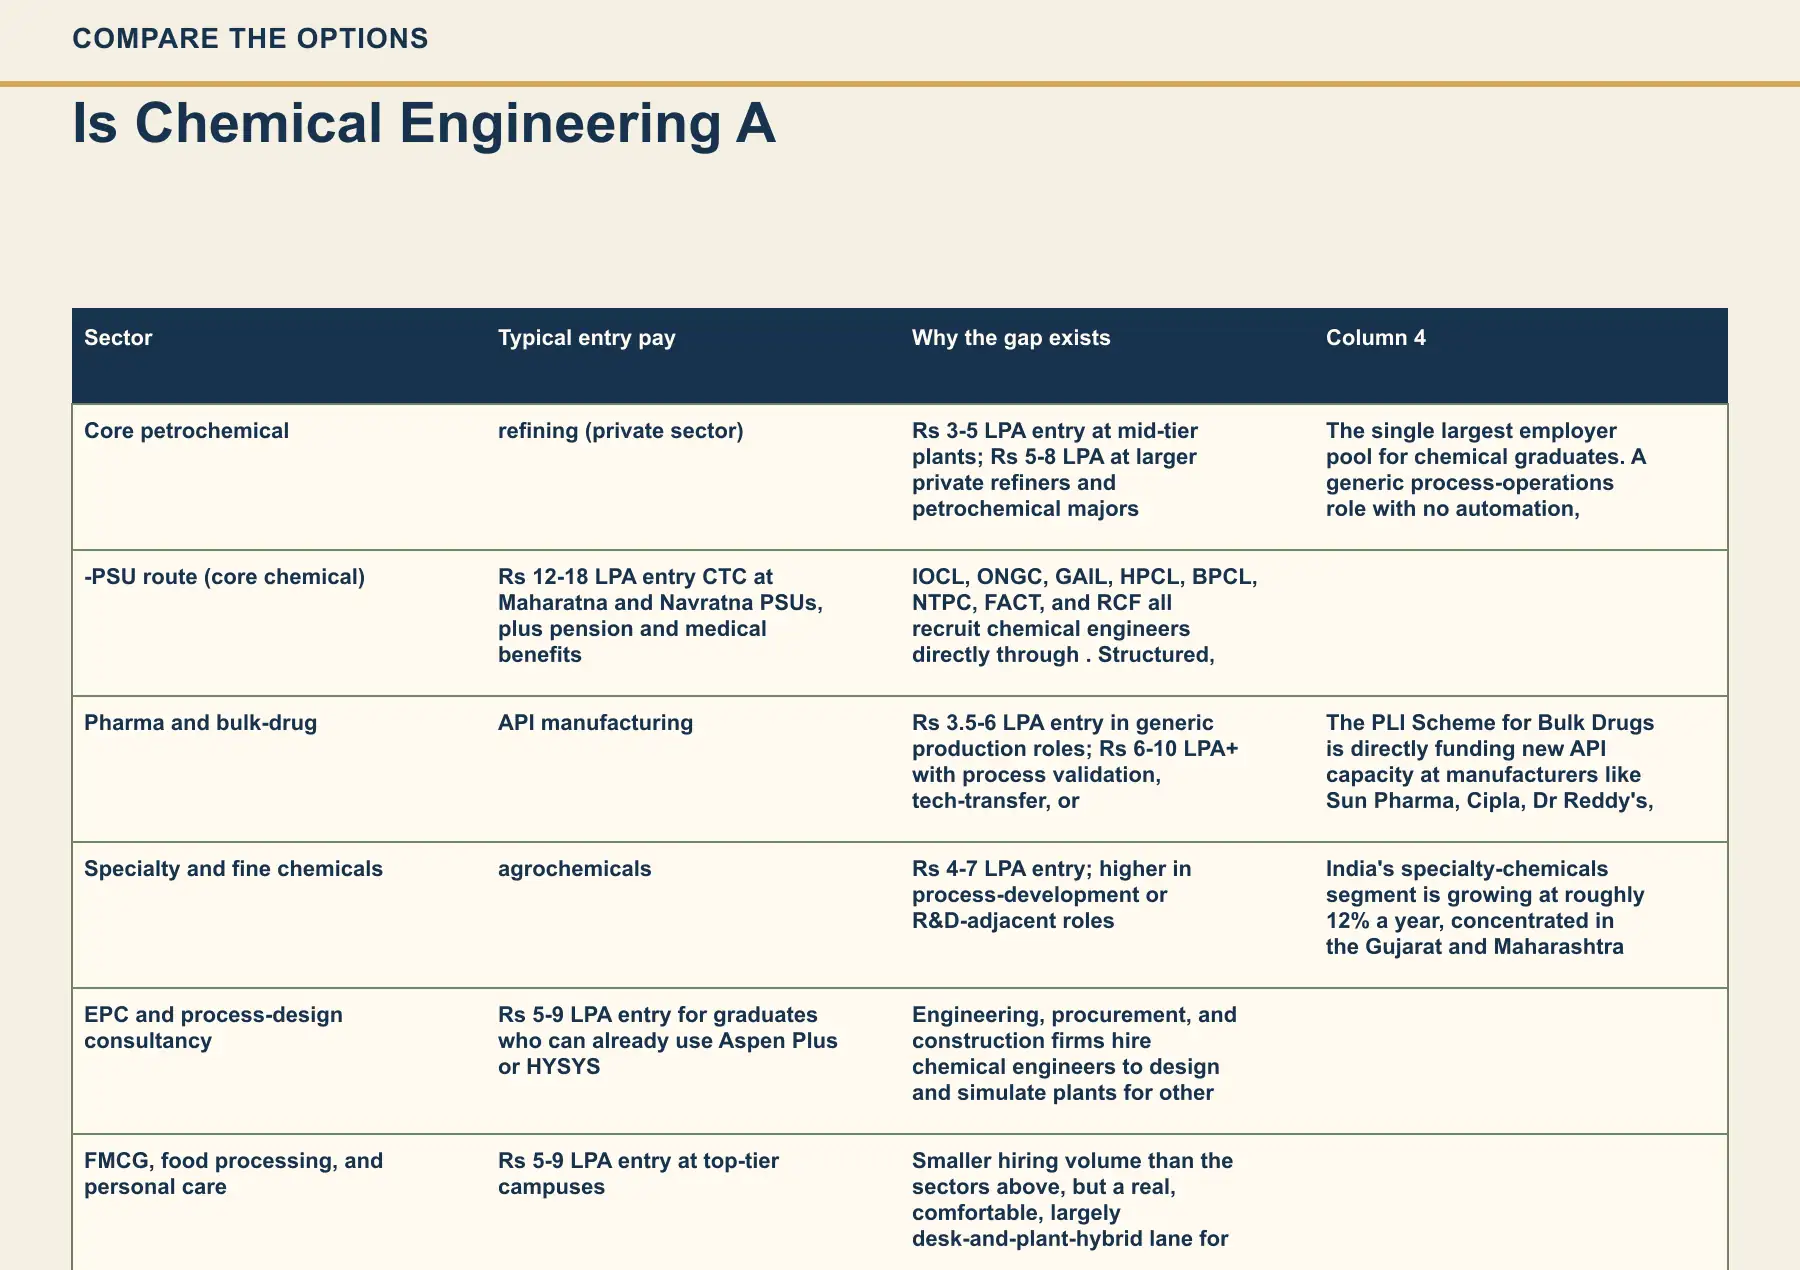 COMPARE THE OPTIONS
Is Chemical Engineering A
Sector
Typical entry pay
Why the gap exists
Column 4
Core petrochemical
refining (private sector)
Rs 3-5 LPA entry at mid-tier
plants; Rs 5-8 LPA at larger
private refiners and
petrochemical majors
The single largest employer
pool for chemical graduates. A
generic process-operations
role with no automation,
-PSU route (core chemical)
Rs 12-18 LPA entry CTC at
Maharatna and Navratna PSUs,
plus pension and medical
benefits
IOCL, ONGC, GAIL, HPCL, BPCL,
NTPC, FACT, and RCF all
recruit chemical engineers
directly through . Structured,
Pharma and bulk-drug
API manufacturing
Rs 3.5-6 LPA entry in generic
production roles; Rs 6-10 LPA+
with process validation,
tech-transfer, or
The PLI Scheme for Bulk Drugs
is directly funding new API
capacity at manufacturers like
Sun Pharma, Cipla, Dr Reddy's,
Specialty and fine chemicals
agrochemicals
Rs 4-7 LPA entry; higher in
process-development or
R&D-adjacent roles
India's specialty-chemicals
segment is growing at roughly
12% a year, concentrated in
the Gujarat and Maharashtra
EPC and process-design
consultancy
Rs 5-9 LPA entry for graduates
who can already use Aspen Plus
or HYSYS
Engineering, procurement, and
construction firms hire
chemical engineers to design
and simulate plants for other
FMCG, food processing, and
personal care
Rs 5-9 LPA entry at top-tier
campuses
Smaller hiring volume than the
sectors above, but a real,
comfortable, largely
desk-and-plant-hybrid lane for